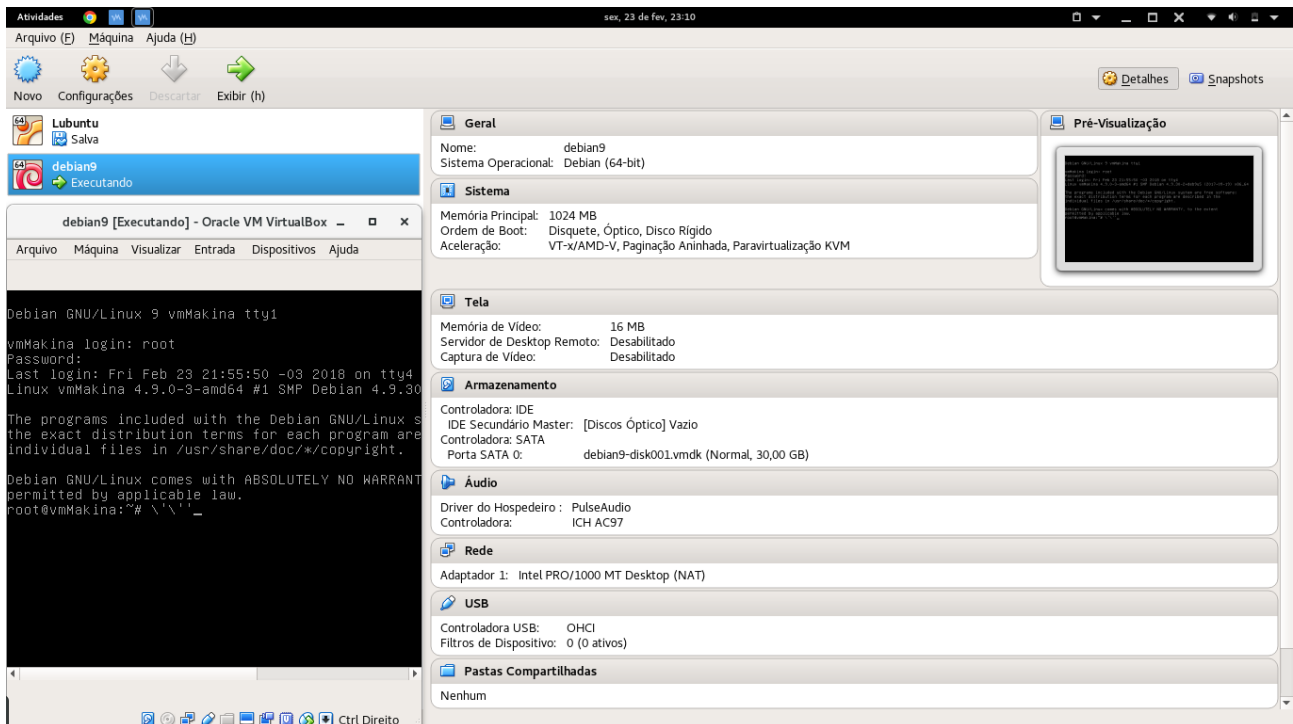 Atividades
sex, 23 de fev, 23:10
Arquivo (F) Máquina Ajuda (H)
Novo Configurações Descartar Exibir (h)
Detalhes Snapshots
64 Lubuntu
Salva
64 debian9
Executando
debian9 [Executando] - Oracle VM VirtualBox
Arquivo Máquina Visualizar Entrada Dispositivos Ajuda
Debian GNU/Linux 9 vmMakina tty1
vmMakina login: root
Password:
Last login: Fri Feb 23 21:55:50 -03 2018 on tty4
Linux vmMakina 4.9.0-3-amd64 #1 SMP Debian 4.9.30
The programs included with the Debian GNU/Linux s
the exact distribution terms for each program are
individual files in /usr/share/doc/*/copyright.
Debian GNU/Linux comes with ABSOLUTELY NO WARRANT
permitted by applicable law.
root@vmMakina:~# \'\''_
Ctrl Direito
Geral
Nome: debian9
Sistema Operacional: Debian (64-bit)
Sistema
Memória Principal: 1024 MB
Ordem de Boot: Disquete, Óptico, Disco Rígido
Aceleração: VT-x/AMD-V, Paginação Aninhada, Paravirtualização KVM
Pré-Visualização
Tela
Memória de Vídeo: 16 MB
Servidor de Desktop Remoto: Desabilitado
Captura de Vídeo: Desabilitado
Armazenamento
Controladora: IDE
IDE Secundário Master: [Discos Óptico] Vazio
Controladora: SATA
Porta SATA 0: debian9-disk001.vmdk (Normal, 30,00 GB)
Áudio
Driver do Hospedeiro : PulseAudio
Controladora: ICH AC97
Rede
Adaptador 1: Intel PRO/1000 MT Desktop (NAT)
USB
Controladora USB: OHCI
Filtros de Dispositivo: 0 (0 ativos)
Pastas Compartilhadas
Nenhum